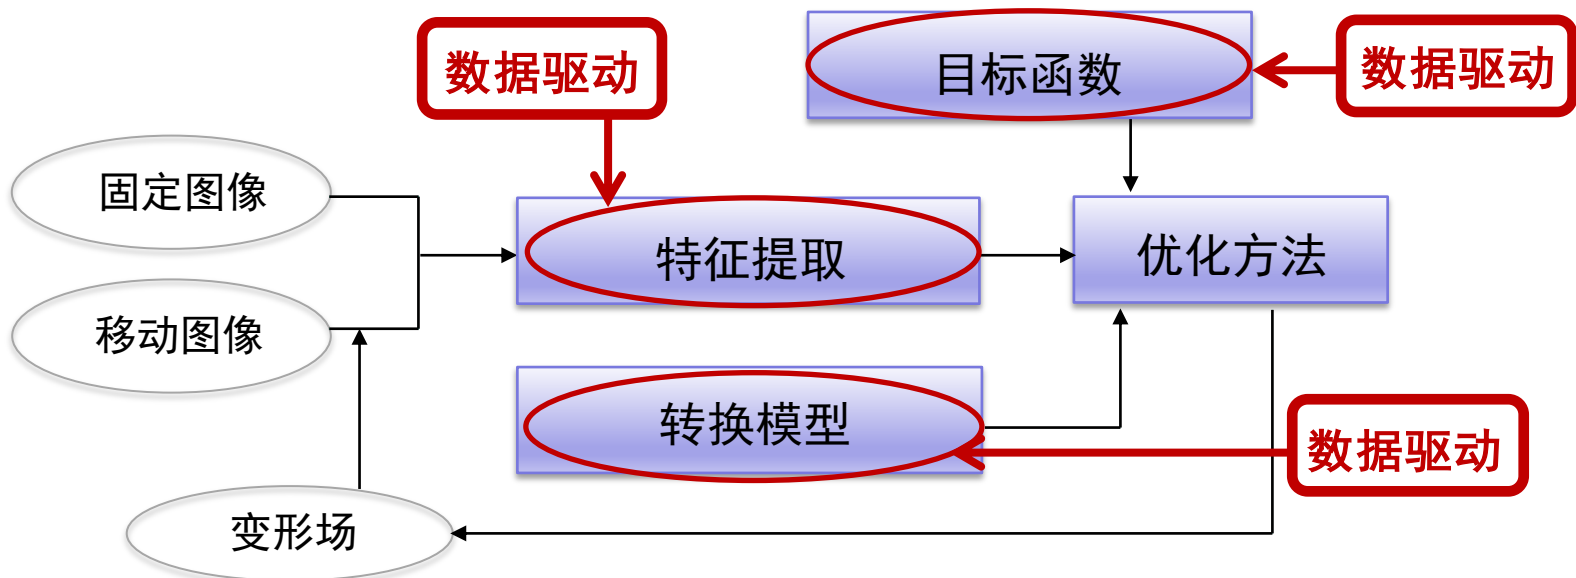 数据驱动
目标函数
数据驱动
固定图像
特征提取
优化方法
移动图像
转换模型
数据驱动
变形场